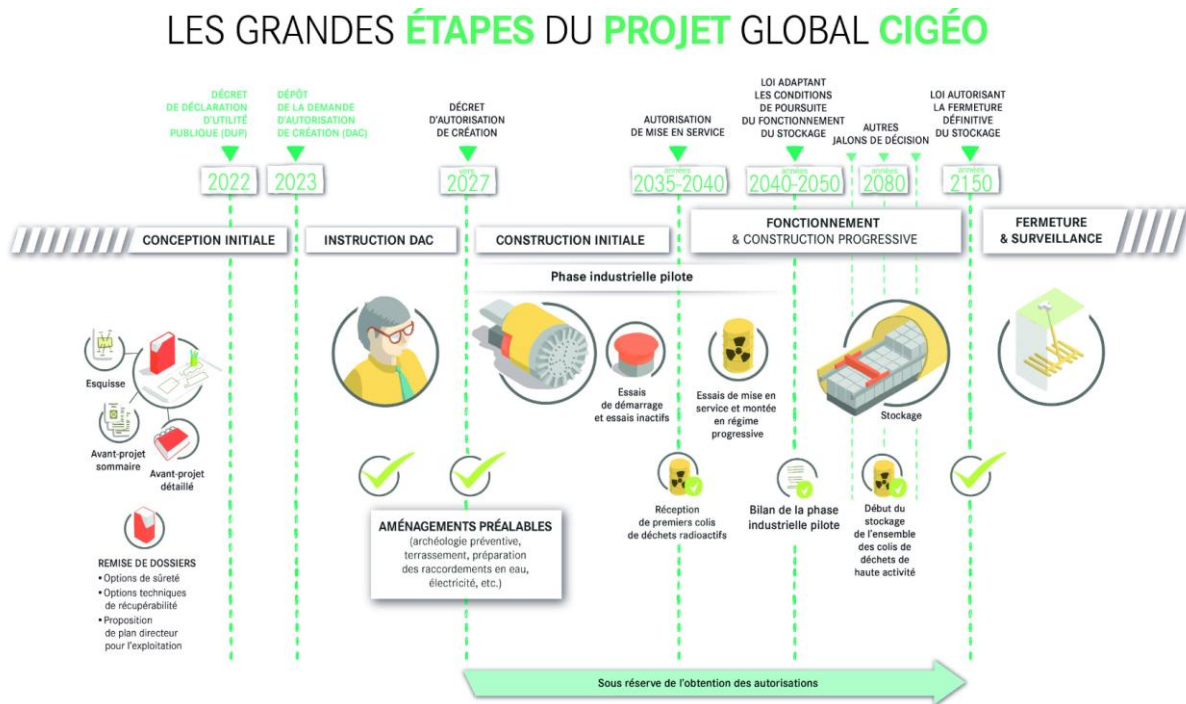 LES GRANDES ÉTAPES DU PROJET GLOBAL CIGÉO
DÉCRET
DE DÉCLARATION
D'UTILITÉ
PUBLIQUE (DUP)
DÉPÔT
DE LA DEMANDE
D'AUTORISATION
DE CRÉATION (DAC)
DÉCRET
D'AUTORISATION
DE CRÉATION
AUTORISATION
DE MISE EN SERVICE
LOI ADAPTANT
LES CONDITIONS
DE POURSUITE
DU FONCTIONNEMENT
DU STOCKAGE
AUTRES
JALONS DE DÉCISION
LOI AUTORISANT
LA FERMETURE
DÉFINITIVE
DU STOCKAGE
2022
2023
vers
2027
années
2035-2040
années
2040-2050
années
2080
années
2150
CONCEPTION INITIALE
INSTRUCTION DAC
CONSTRUCTION INITIALE
FONCTIONNEMENT
& CONSTRUCTION PROGRESSIVE
FERMETURE
& SURVEILLANCE
Phase industrielle pilote
Esquisse
Avant-projet
sommaire
Avant-projet
détaillé
Essais
de démarrage
et essais inactifs
Essais de mise en
service et montée
en régime
progressive
Stockage
REMISE DE DOSSIERS
• Options de sûreté
• Options techniques
de récupérabilité
• Proposition
de plan directeur
pour l'exploitation
AMÉNAGEMENTS PRÉALABLES
(archéologie préventive,
terrassement, préparation
des raccordements en eau,
électricité, etc.)
Réception
de premiers colis
de déchets radioactifs
Bilan de la phase
industrielle pilote
Début du
stockage
de l'ensemble
des colis de
déchets de
haute activité
Sous réserve de l'obtention des autorisations